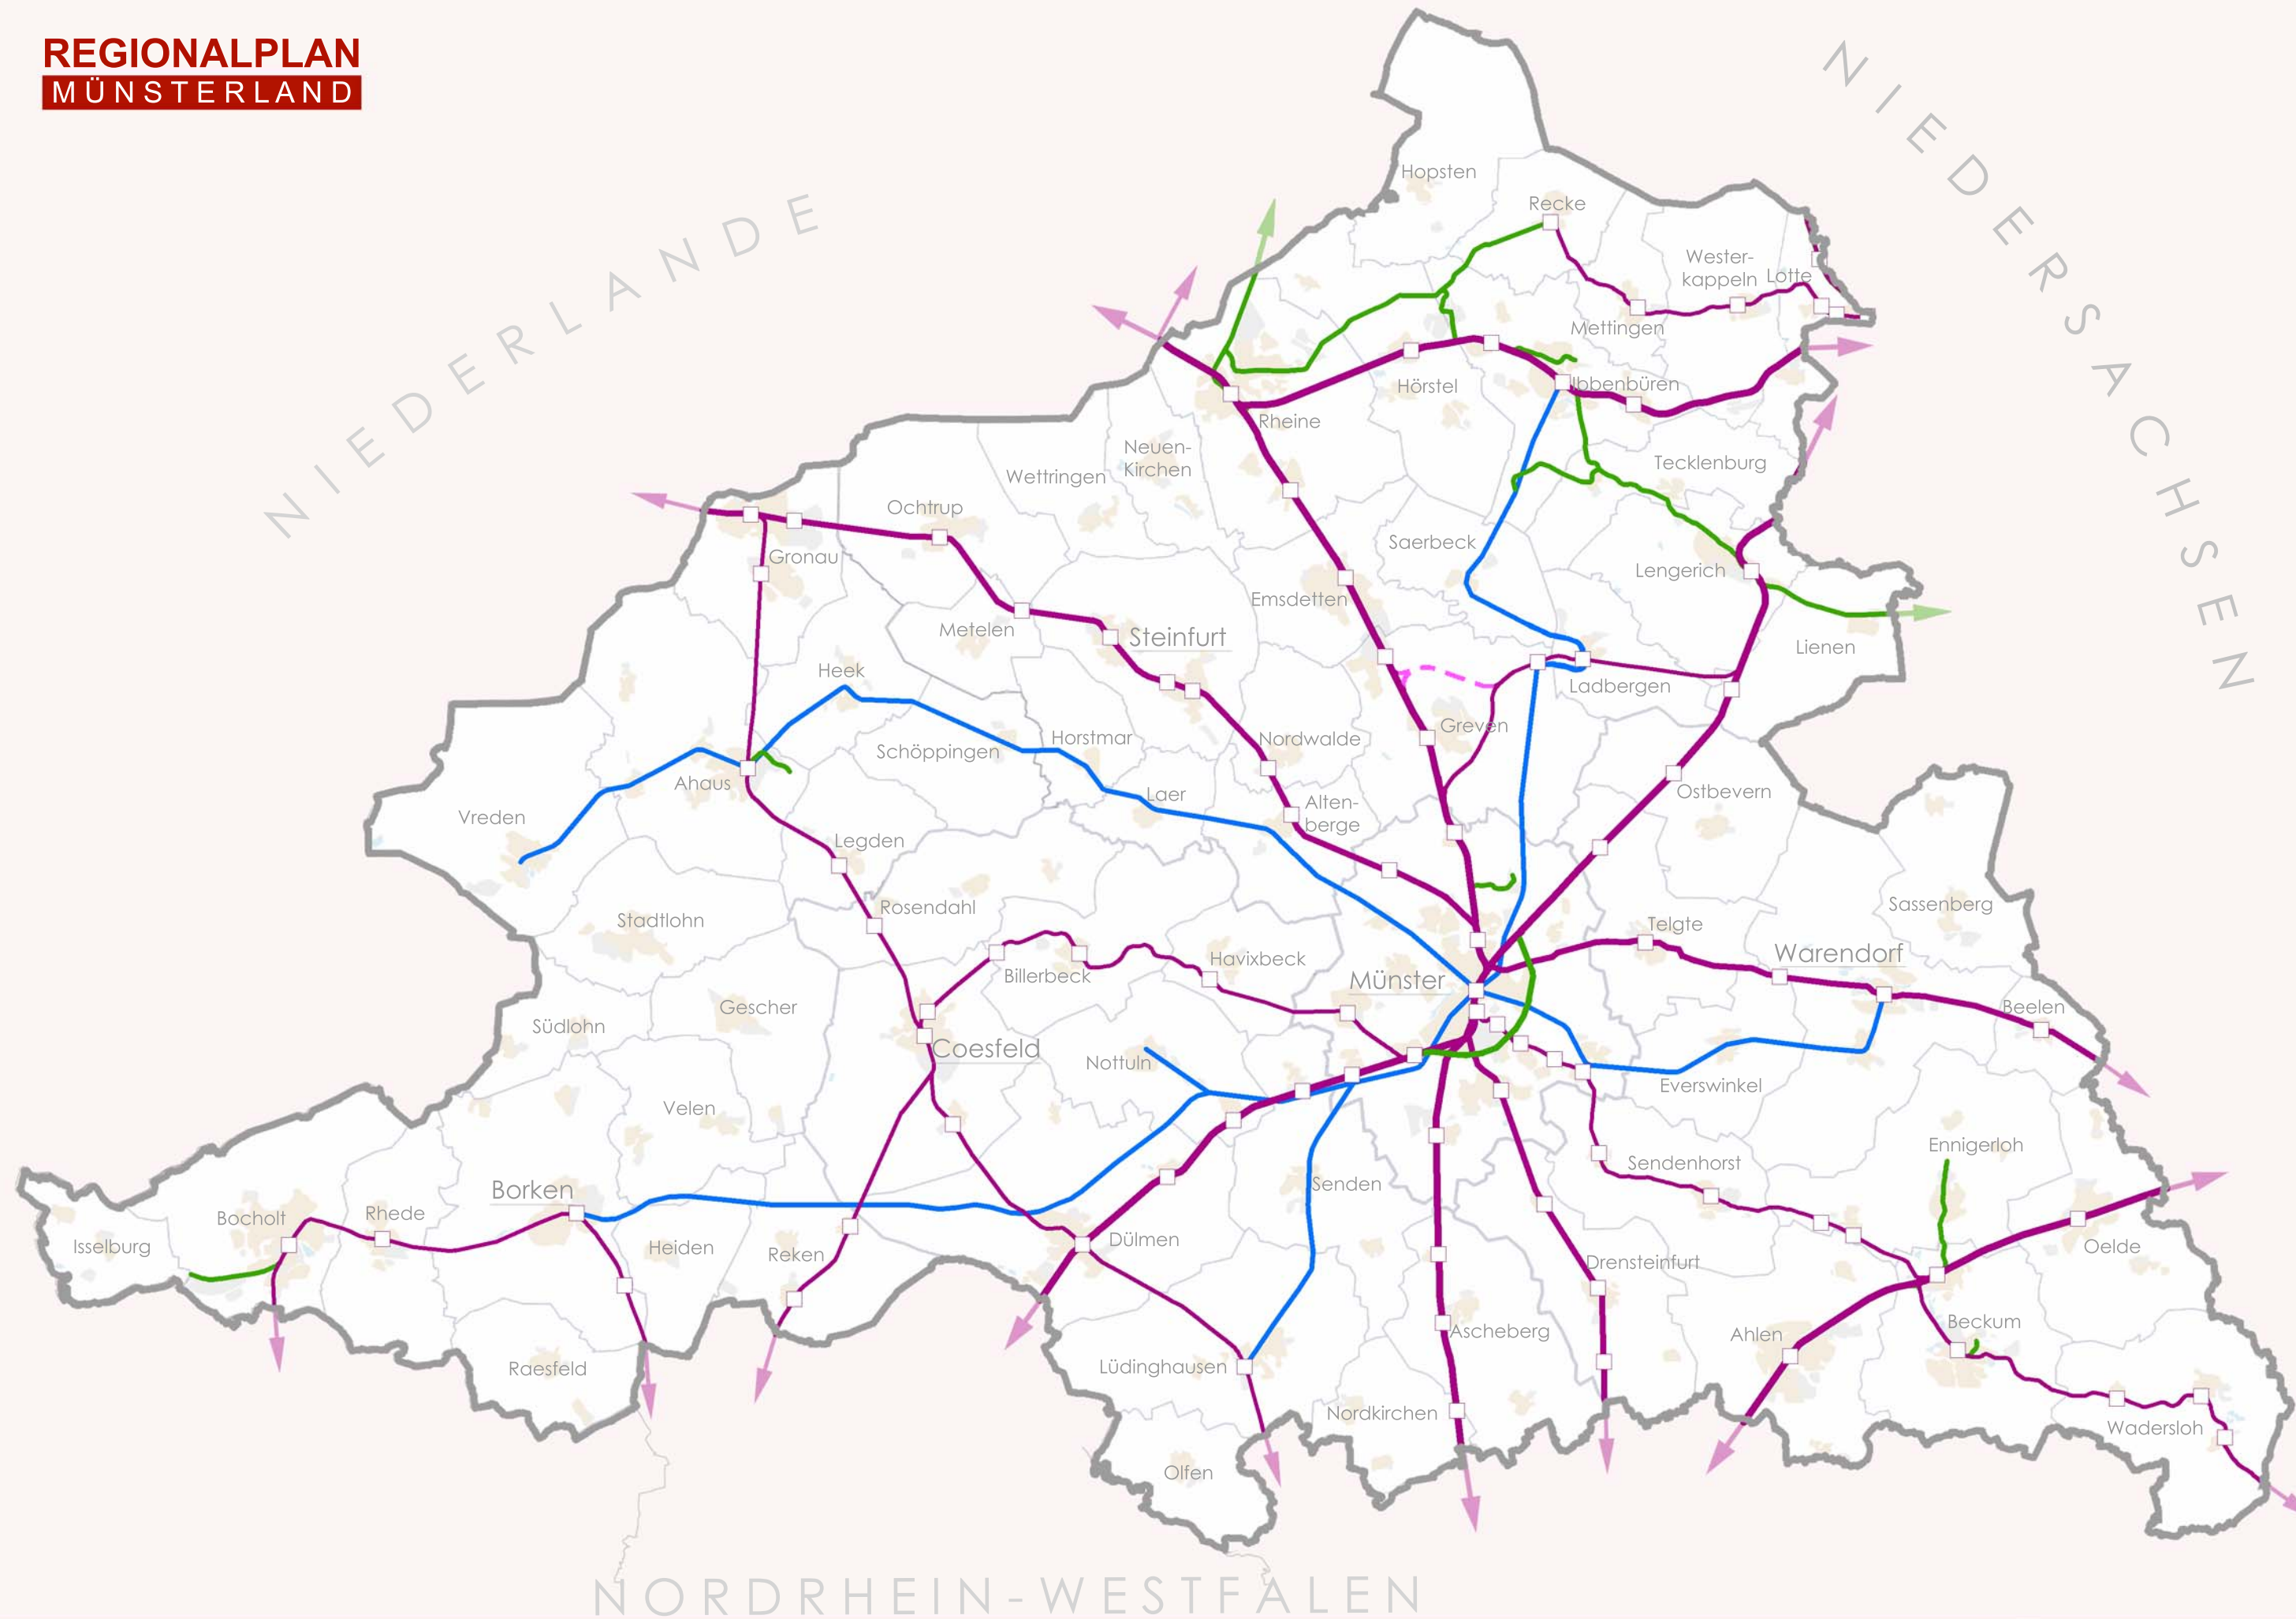 REGIONALPLAN
MÜNSTERLAND
NIEDERLANDE
NIEDERSACHSEN
Hopsten
Recke
Wester-
kappeln
Lotte
Mettingen
Hörstel
Ibbenbüren
Rheine
Neuen-
Kirchen
Wettringen
Tecklenburg
Ochtrup
Gronau
Saerbeck
Lengerich
Emsdetten
Metelen
Steinfurt
Lienen
Heek
Ladbergen
Greven
Schöppingen
Horstmar
Nordwalde
Ahaus
Laer
Alten-
berge
Ostbevern
Vreden
Legden
Rosendahl
Stadtlohn
Sassenberg
Telgte
Warendorf
Havixbeck
Billerbeck
Münster
Gescher
Beelen
Südlohn
Coesfeld
Nottuln
Everswinkel
Velen
Ennigerloh
Sendenhorst
Senden
Borken
Rhede
Bocholt
Isselburg
Heiden
Reken
Dülmen
Oelde
Drensteinfurt
Beckum
Ahlen
Ascheberg
Raesfeld
Lüdinghausen
Nordkirchen
Wadersloh
Olfen
NORDRHEIN-WESTFALEN